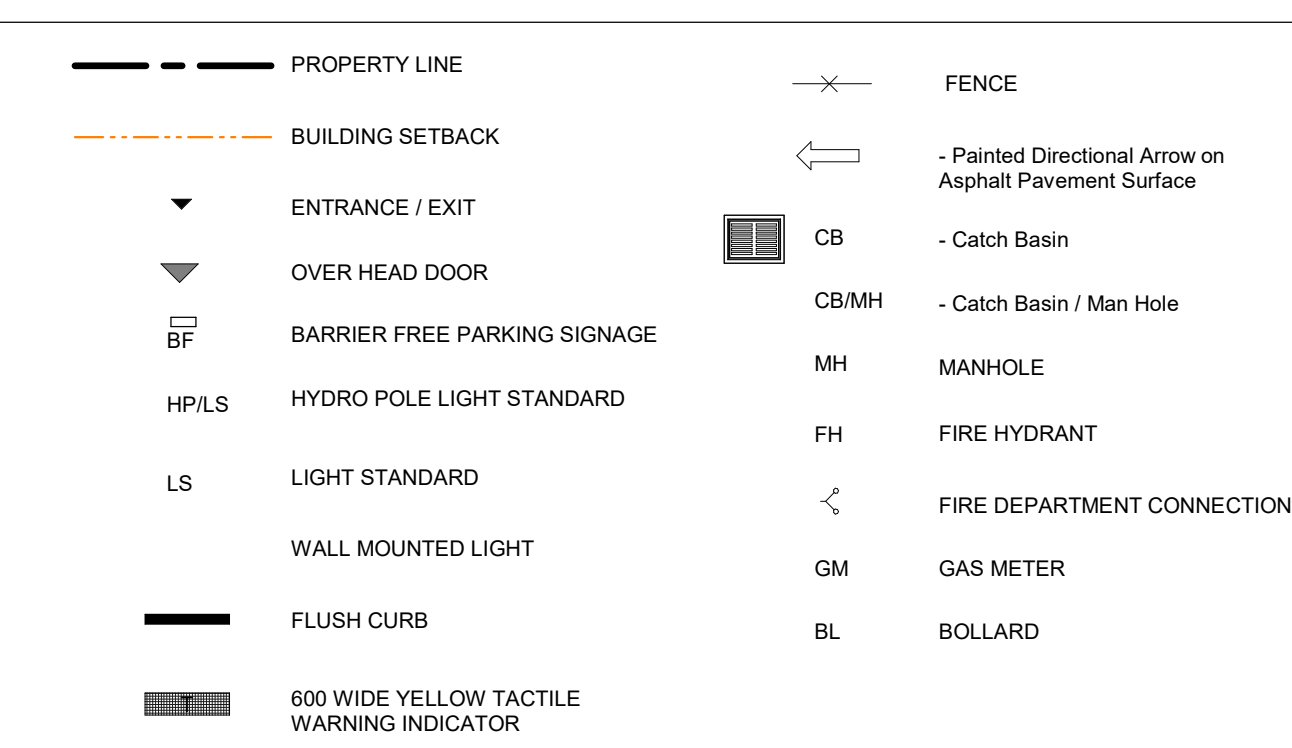 PROPERTY LINE
BUILDING SETBACK
ENTRANCE / EXIT
OVER HEAD DOOR
BF BARRIER FREE PARKING SIGNAGE
HP/LS HYDRO POLE LIGHT STANDARD
LS LIGHT STANDARD
WALL MOUNTED LIGHT
FLUSH CURB
T 600 WIDE YELLOW TACTILE
WARNING INDICATOR
FENCE
- Painted Directional Arrow on
Asphalt Pavement Surface
CB - Catch Basin
CB/MH - Catch Basin / Man Hole
MH MANHOLE
FH FIRE HYDRANT
FIRE DEPARTMENT CONNECTION
GM GAS METER
BL BOLLARD